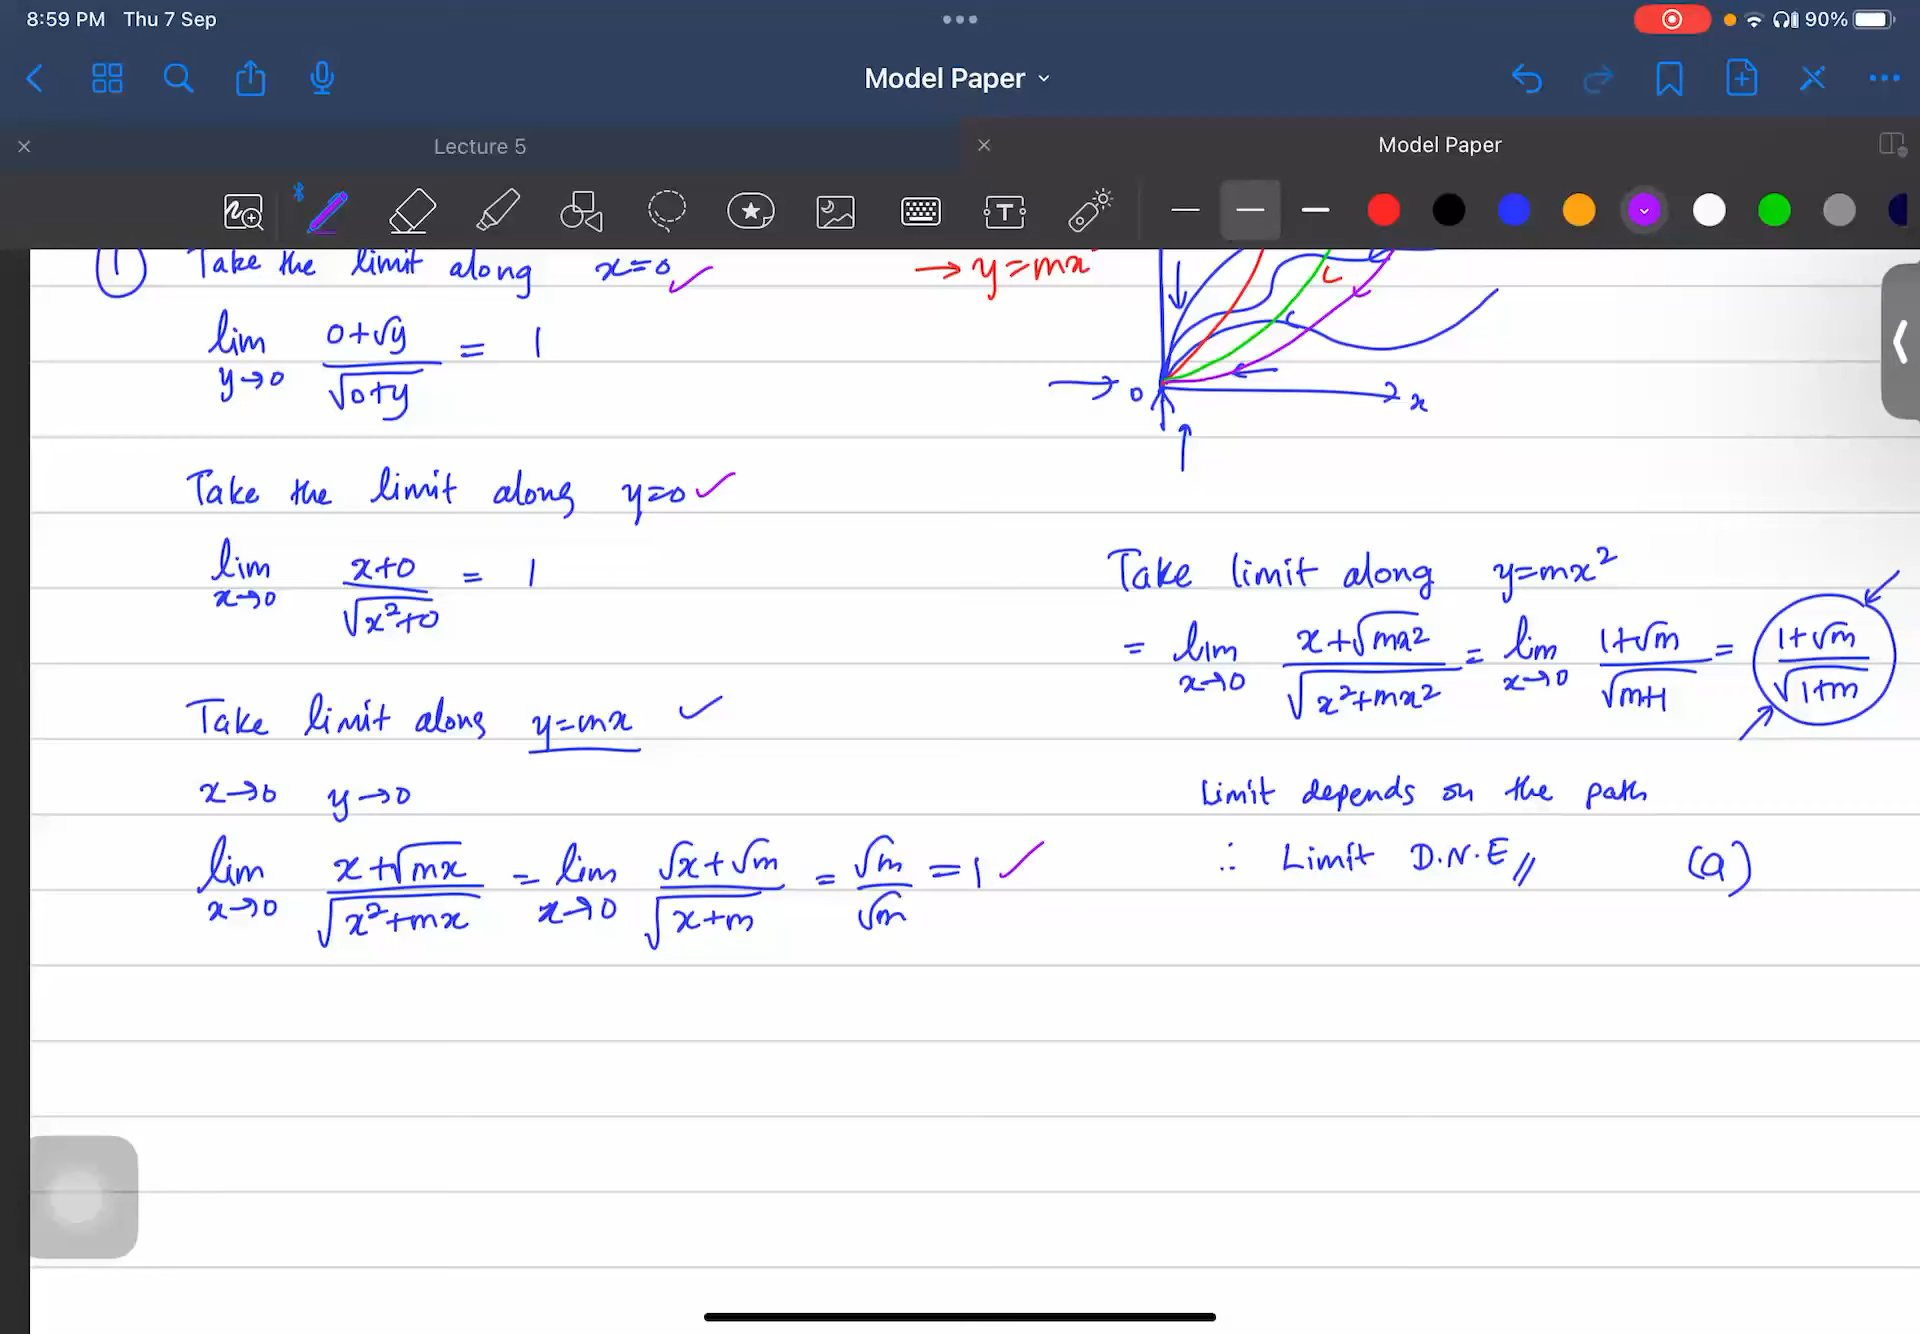 8:59 PM Thu 7 Sep
90%
Model Paper
Lecture 5
Model Paper
① Take the limit along x=0 ✓
lim y→0 (0+√y)/√(0+y) = 1
Take the limit along y=0 ✓
lim x→0 (x+0)/√(x²+0) = 1
Take limit along y=mx ✓
x→0 y→0
lim x→0 (x+√mx)/√(x²+mx) = lim x→0 (√x+√m)/√(x+m) = √m/√m = 1 ✓
→ y=mx
0 x
Take limit along y=mx²
= lim x→0 (x+√mx²)/√(x²+mx²) = lim x→0 (1+√m)/√(m+1) = (1+√m)/√(1+m)
Limit depends on the path
∴ Limit D.N.E // (a)